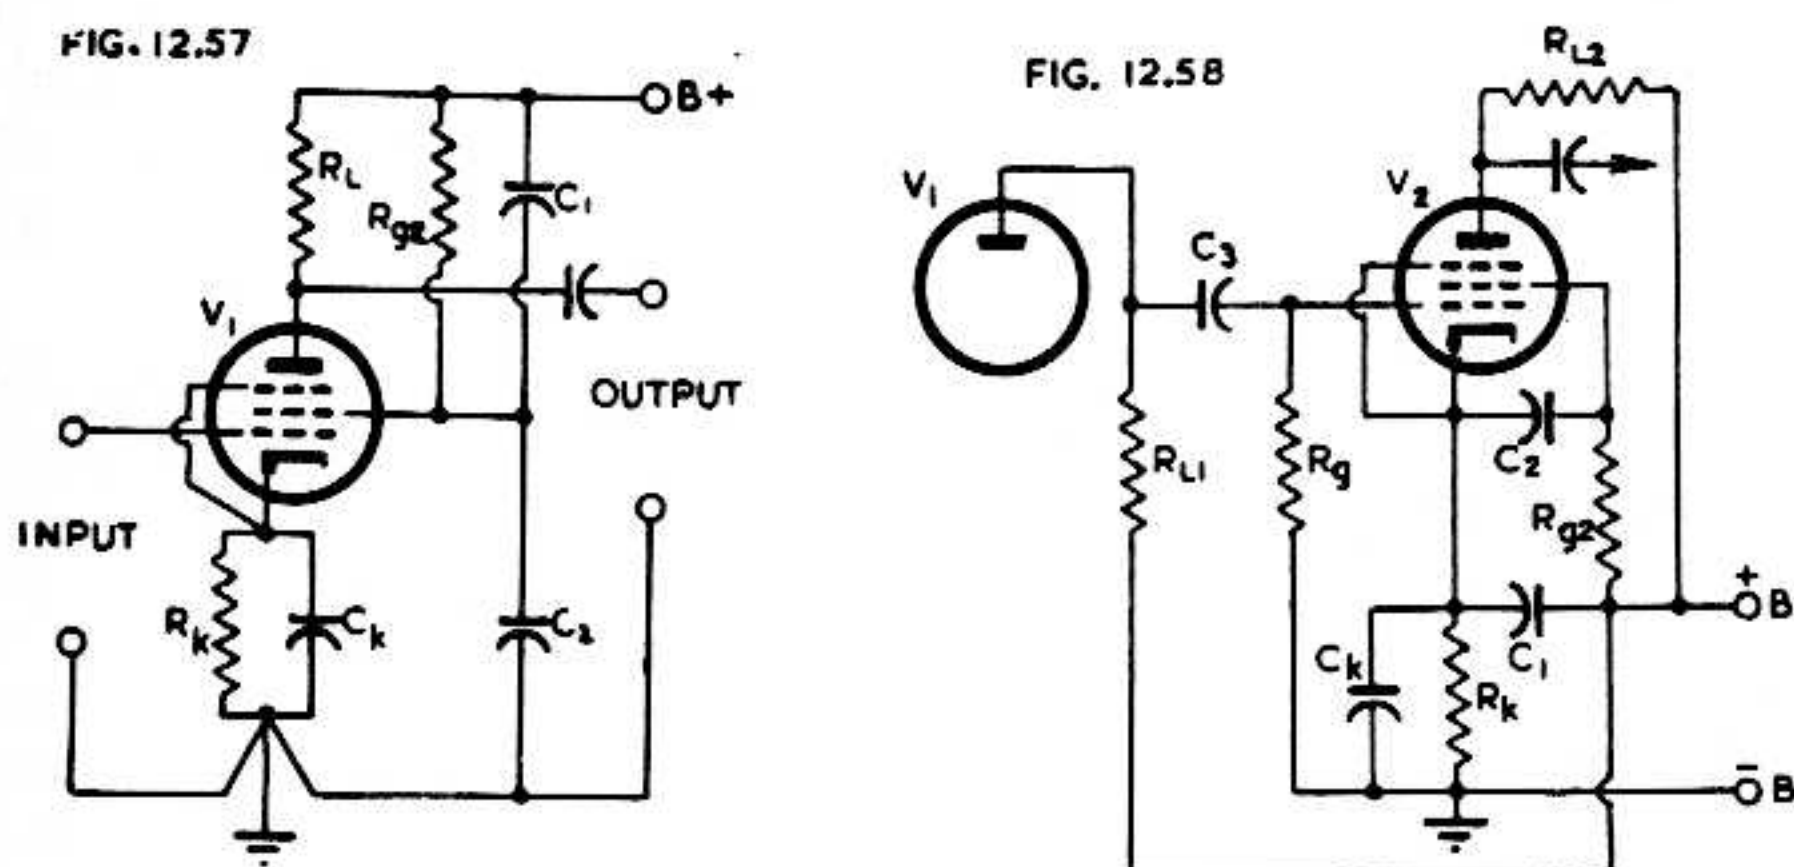 FIG. 12.57
B+
RL
Rg2
C1
V1
OUTPUT
INPUT
Rk
Ck
C2
FIG. 12.58
RL2
V1
V2
C3
RL1
Rg
C2
Rg2
+
B
Ck
C1
Rk
-
B